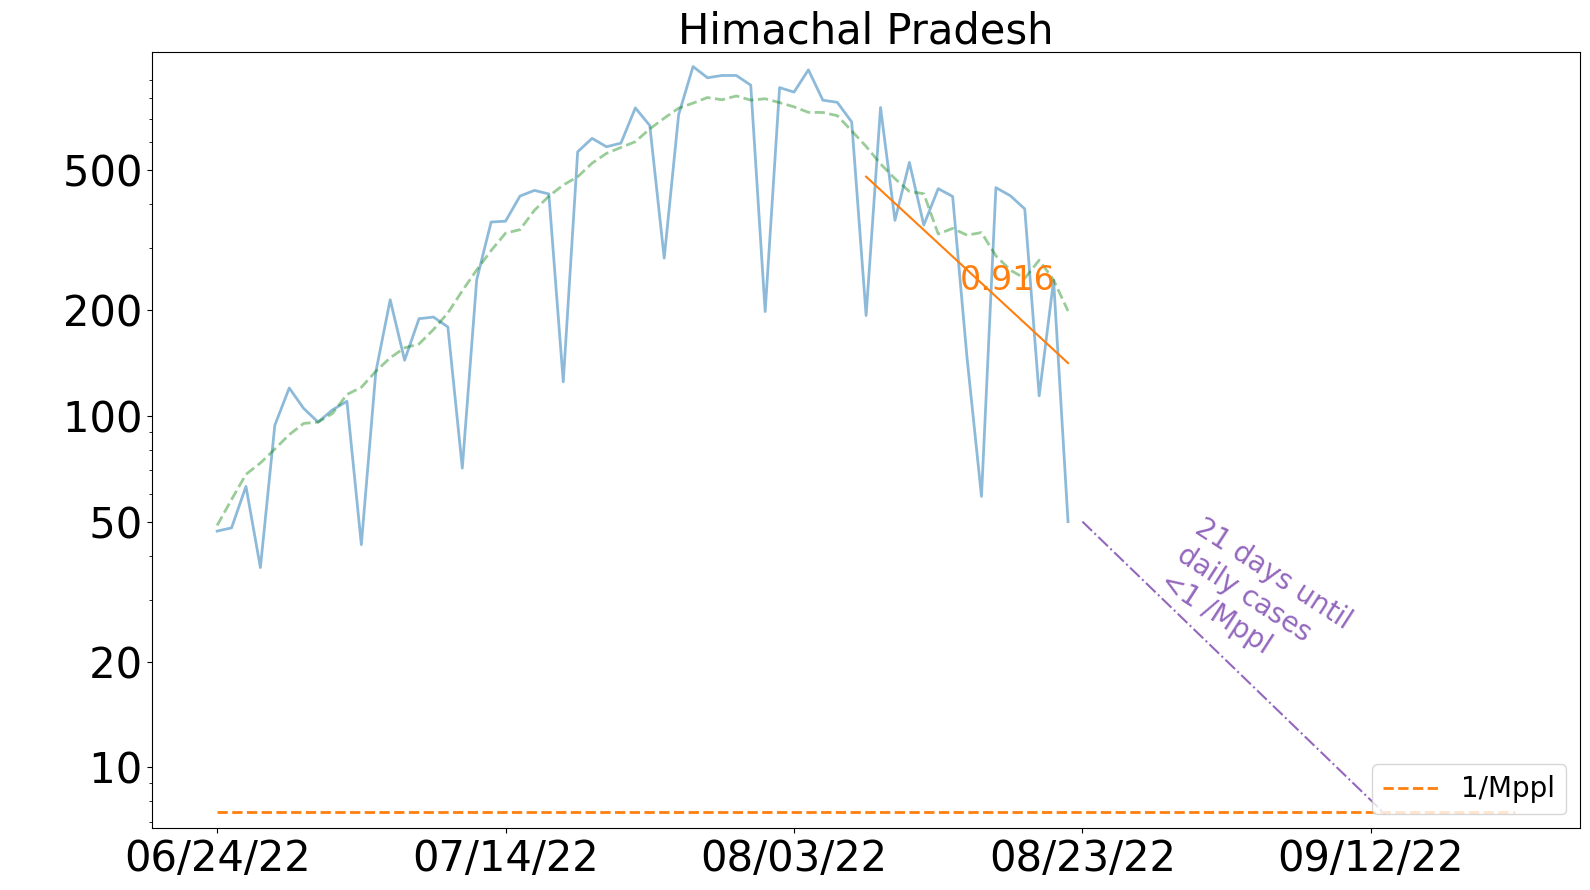 Himachal Pradesh
500
200
100
50
20
10
0.916
21 days until
daily cases
<1 /Mppl
1/Mppl
06/24/22
07/14/22
08/03/22
08/23/22
09/12/22